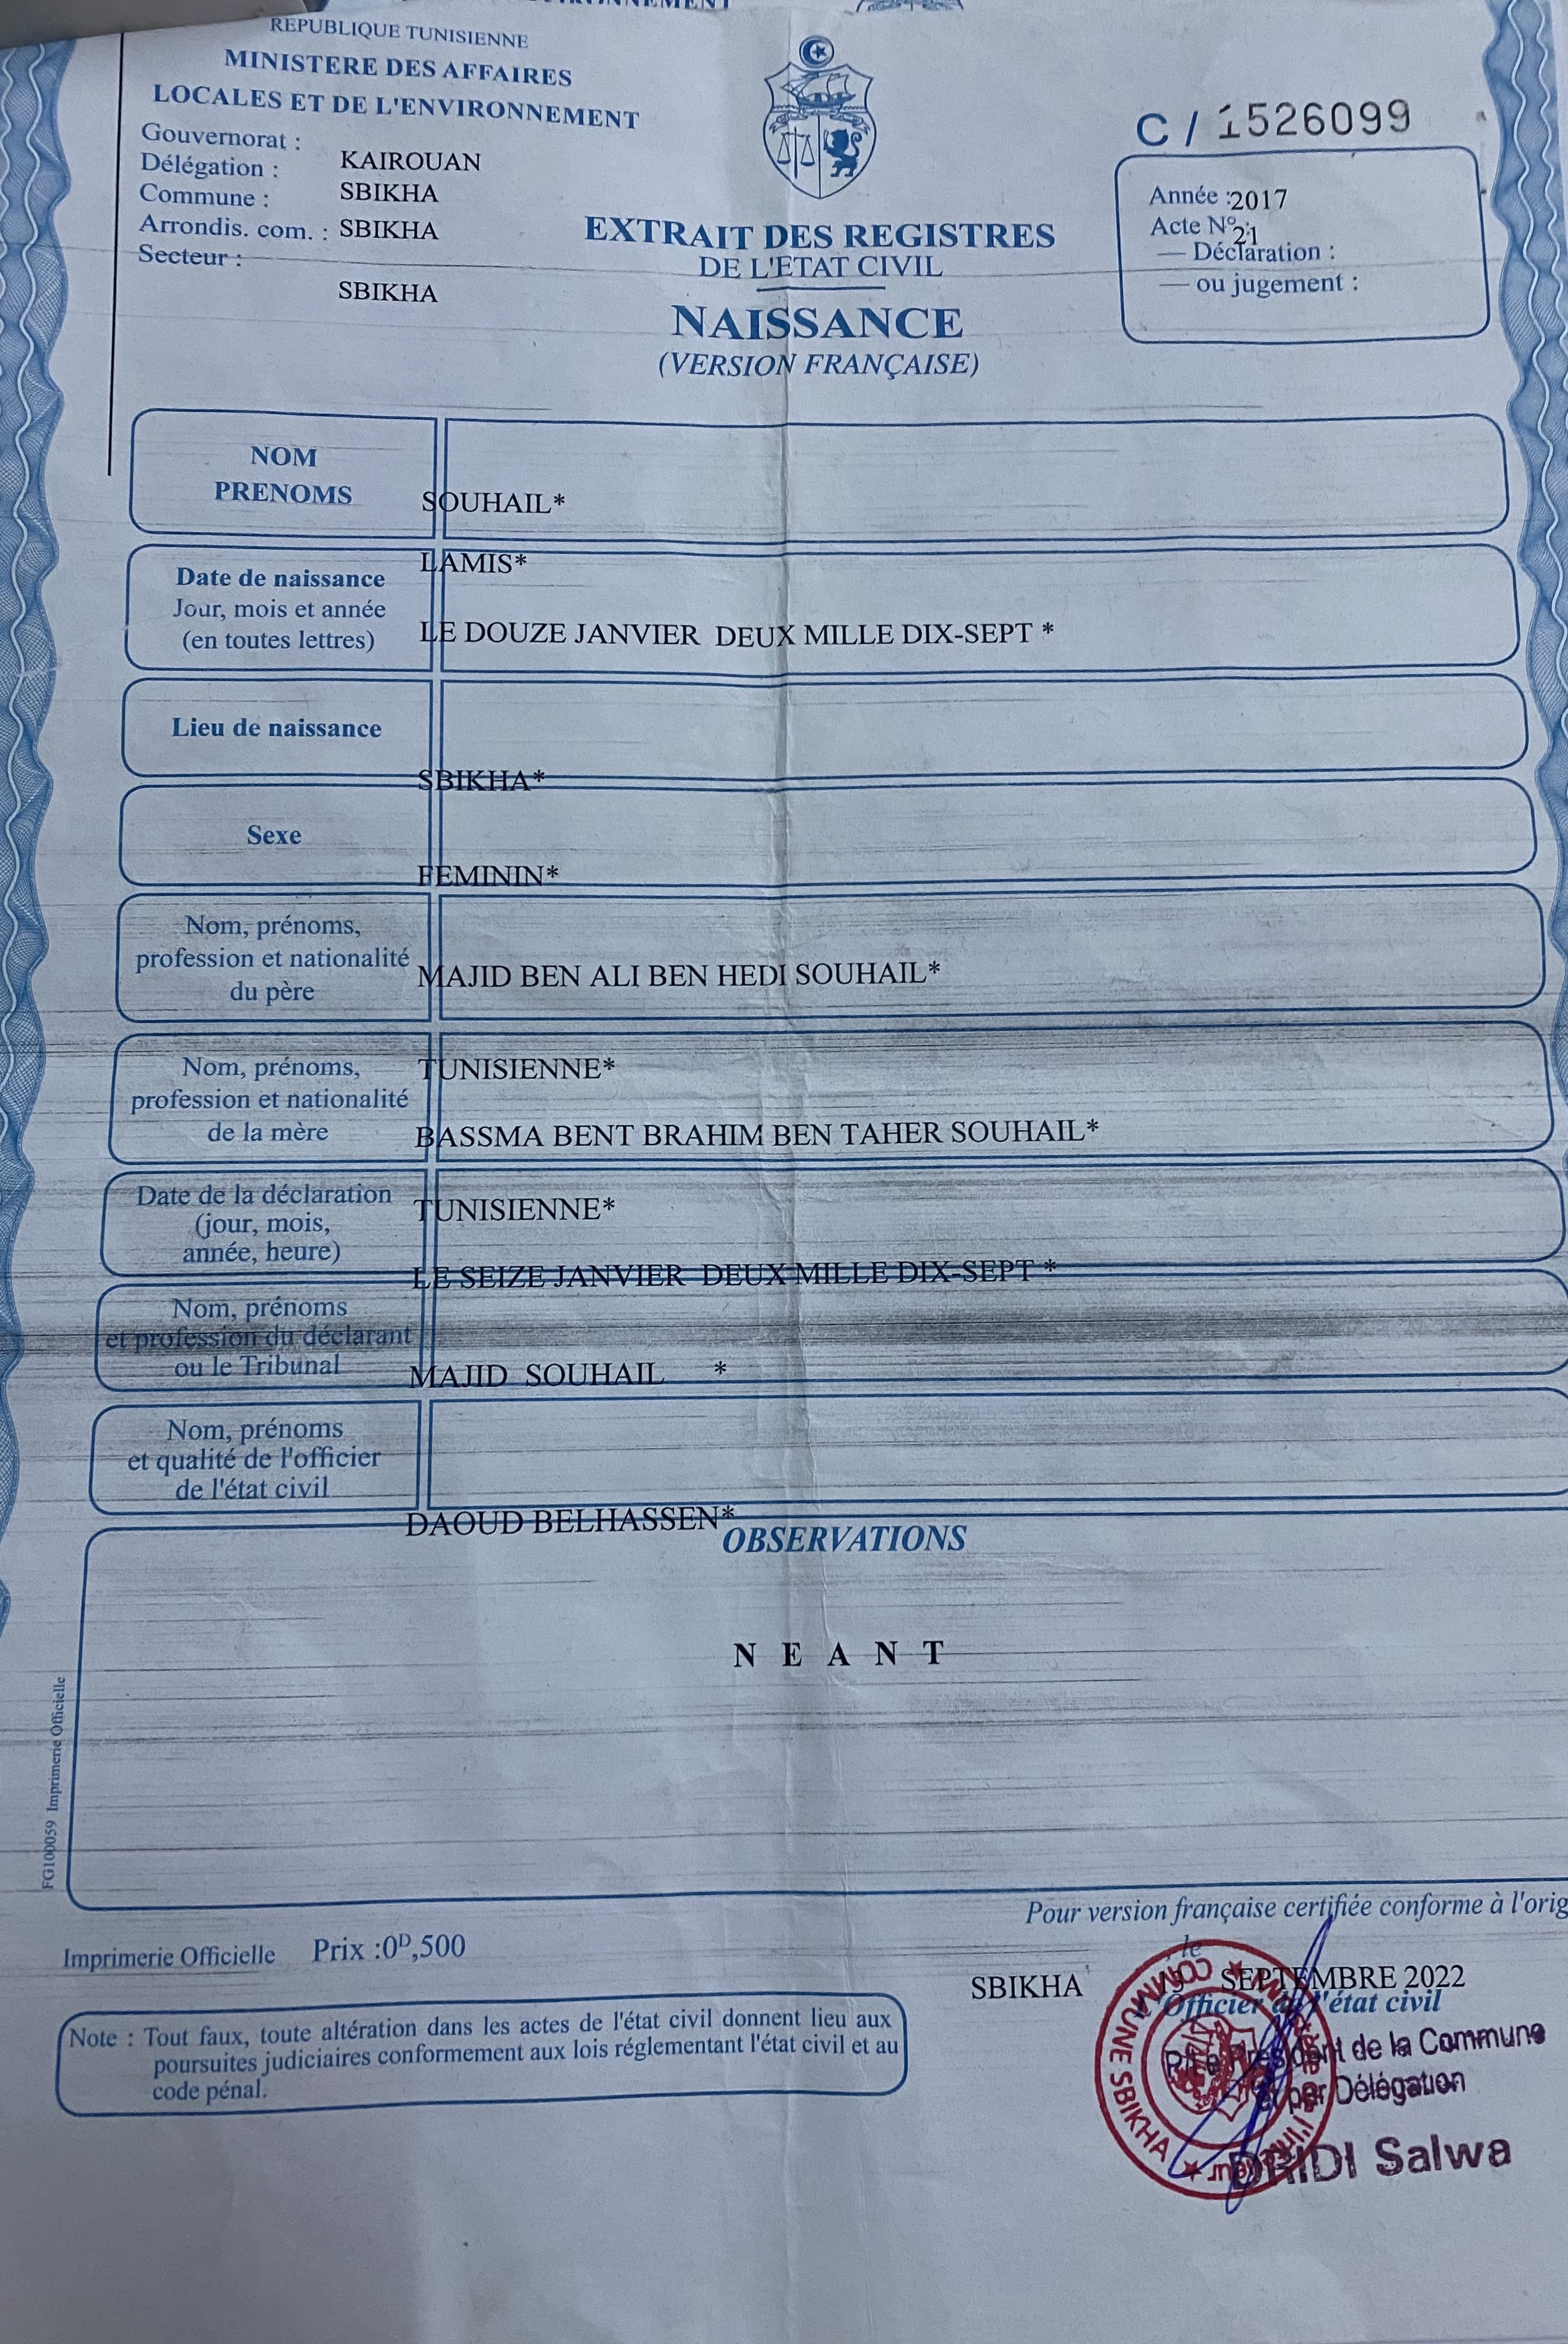 REPUBLIQUE TUNISIENNE
MINISTERE DES AFFAIRES
LOCALES ET DE L'ENVIRONNEMENT
Gouvernorat :
KAIROUAN
Délégation :
SBIKHA
Commune :
Arrondis. com. : SBIKHA
Secteur :
SBIKHA
EXTRAIT DES REGISTRES
DE L'ETAT CIVIL
NAISSANCE
(VERSION FRANÇAISE)
C / 1526099
Année :2017
Acte N° :
21
— Déclaration :
— ou jugement :
NOM
PRENOMS
SOUHAIL*
LAMIS*
Date de naissance
Jour, mois et année
(en toutes lettres)
LE DOUZE JANVIER DEUX MILLE DIX-SEPT *
Lieu de naissance
SBIKHA*
Sexe
FEMININ*
Nom, prénoms,
profession et nationalité
du père
MAJID BEN ALI BEN HEDI SOUHAIL*
TUNISIENNE*
Nom, prénoms,
profession et nationalité
de la mère
BASSMA BENT BRAHIM BEN TAHER SOUHAIL*
TUNISIENNE*
Date de la déclaration
(jour, mois,
année, heure)
LE SEIZE JANVIER DEUX MILLE DIX-SEPT *
Nom, prénoms
et profession du déclarant
ou le Tribunal
MAJID SOUHAIL *
Nom, prénoms
et qualité de l'officier
de l'état civil
DAOUD BELHASSEN*
OBSERVATIONS
N E A N T
FG100059 Imprimerie Officielle
Pour version française certifiée conforme à l'orig
Imprimerie Officielle Prix :0D,500
, le
SBIKHA SEPTEMBRE 2022
L'Officier de l'état civil
P/Le Président de la Commune
et par Délégation
DRIDI Salwa
COMMUNE SBIKHA
Note : Tout faux, toute altération dans les actes de l'état civil donnent lieu aux
poursuites judiciaires conformement aux lois réglementant l'état civil et au
code pénal.